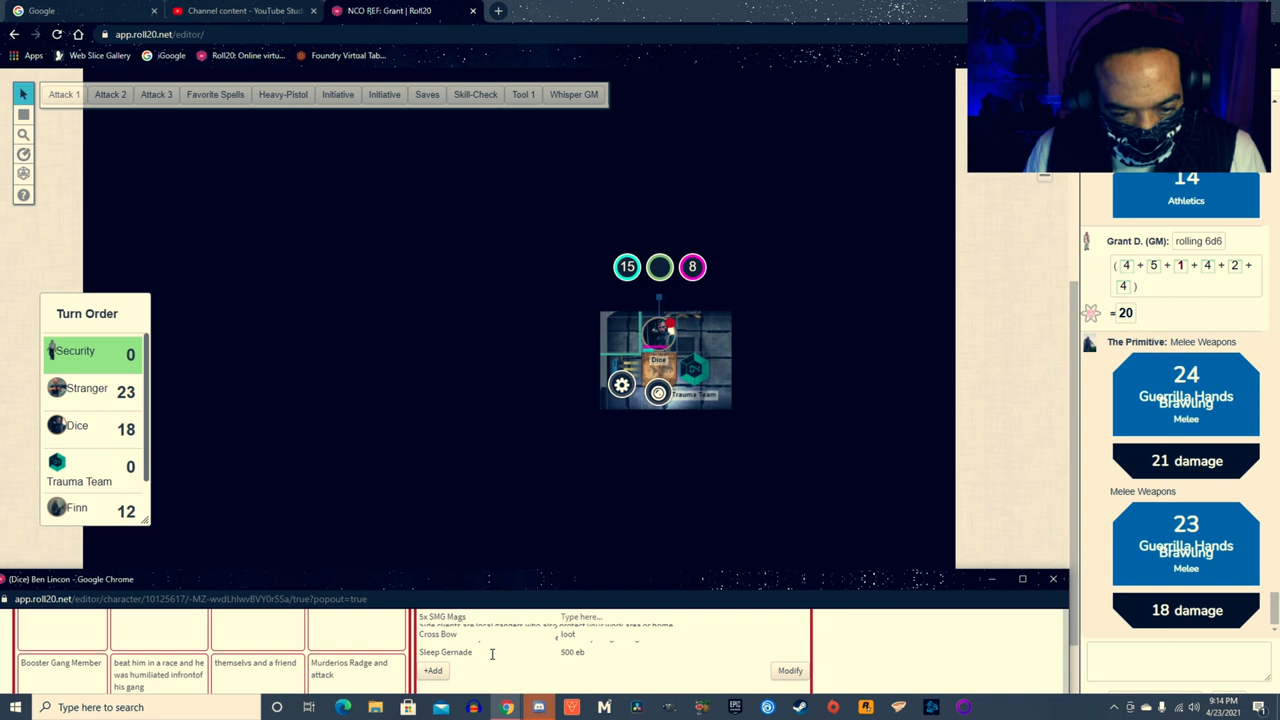 Google
Channel content - YouTube Stud
NCO REF: Grant | Roll20
app.roll20.net/editor/
Apps
Web Slice Gallery
iGoogle
Roll20: Online virtu...
Foundry Virtual Tab...
Attack 1
Attack 2
Attack 3
Favorite Spells
Heavy-Pistol
Initiative
Initiative
Saves
Skill-Check
Tool 1
Whisper GM
15
8
Dice
Trauma Team
Turn Order
Security 0
Stranger 23
Dice 18
Trauma Team 0
Finn 12
14
Athletics
Grant D. (GM): rolling 6d6
( 4 + 5 + 1 + 4 + 2 +
4 )
= 20
The Primitive: Melee Weapons
24
Guerrilla Hands
Brawling
Melee
21 damage
Melee Weapons
23
Guerrilla Hands
Brawling
Melee
18 damage
(Dice) Ben Lincon - Google Chrome
app.roll20.net/editor/character/10125617/-MZ-wvdLhlwvBVY0r5Sa/true?popout=true
Booster Gang Member
beat him in a race and he
was humiliated infrontof
his gang
themselvs and a friend
Murderios Radge and
attack
5x SMG Mags
Type here...
Cross Bow
loot
Sleep Gernade
500 eb
+Add
Modify
Type here to search
9:14 PM
4/23/2021